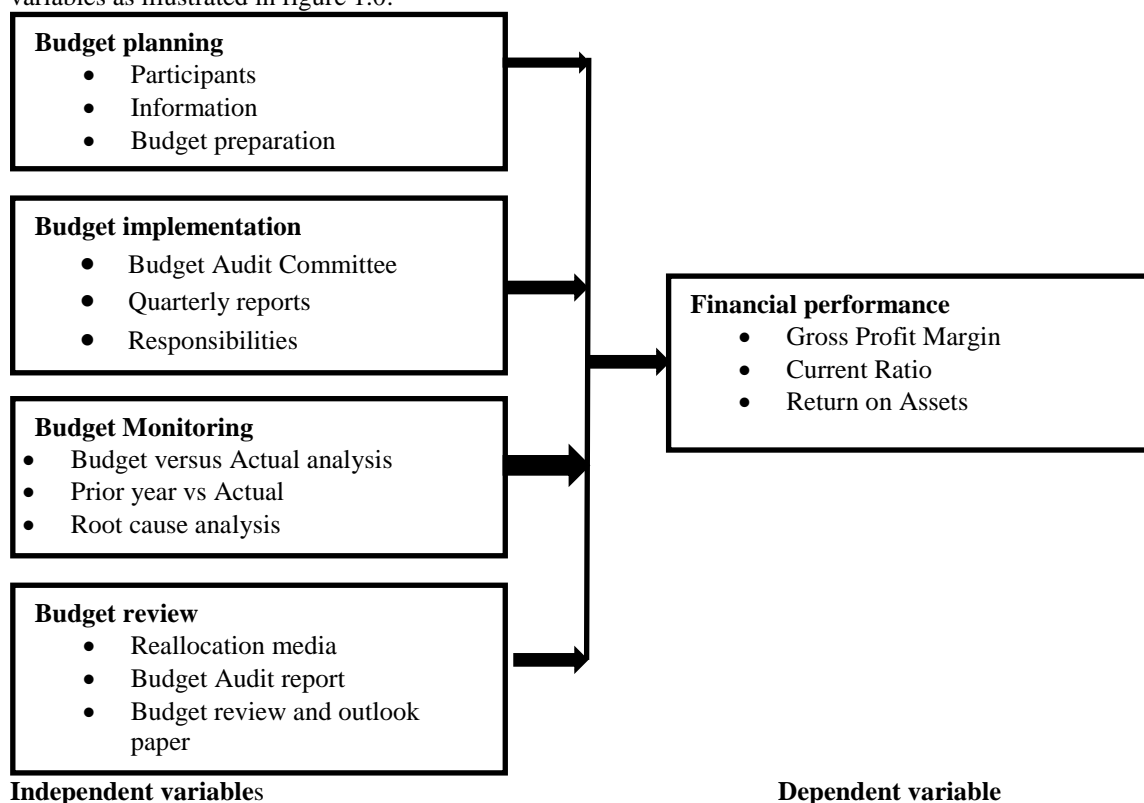 variables as illustrated in figure 1.0.
Budget planning
• Participants
• Information
• Budget preparation
Budget implementation
• Budget Audit Committee
• Quarterly reports
• Responsibilities
Budget Monitoring
• Budget versus Actual analysis
• Prior year vs Actual
• Root cause analysis
Budget review
• Reallocation media
• Budget Audit report
• Budget review and outlook
paper
Financial performance
• Gross Profit Margin
• Current Ratio
• Return on Assets
Independent variables
Dependent variable